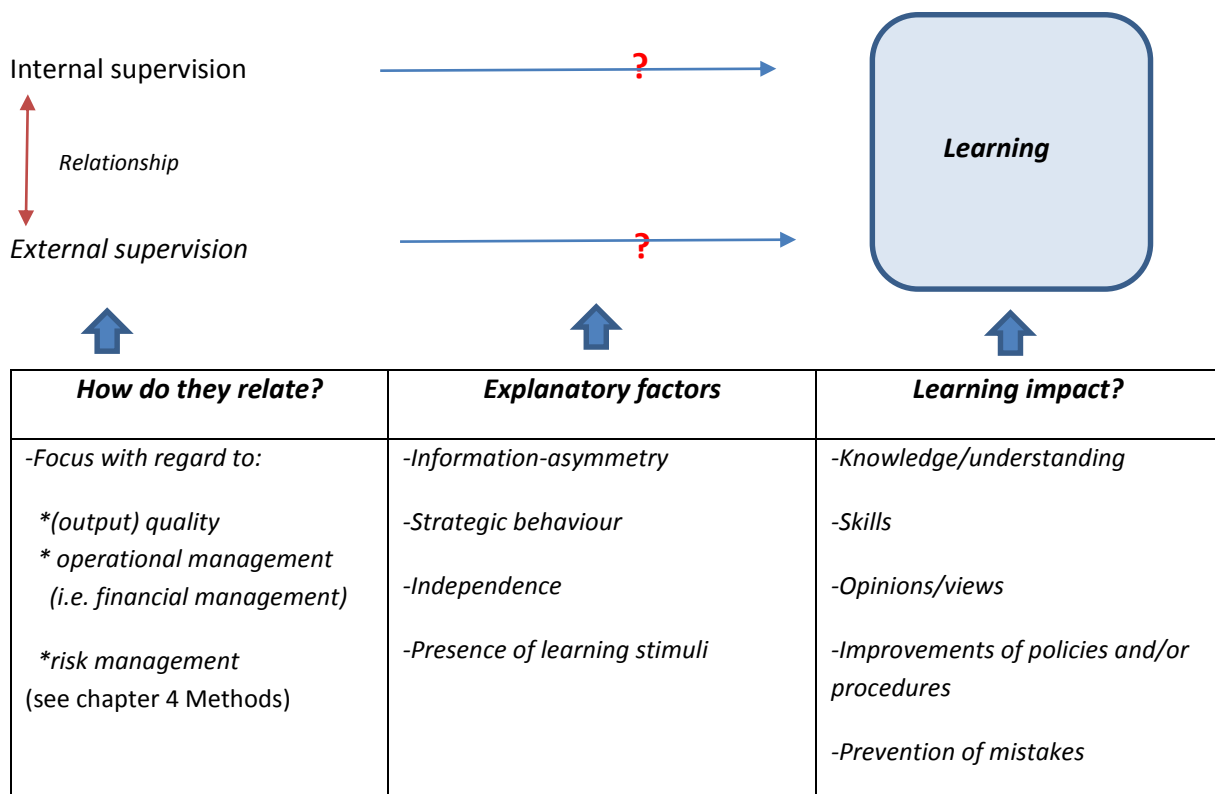 Internal supervision
?
Learning
Relationship
External supervision
?
How do they relate?
Explanatory factors
Learning impact?
-Focus with regard to:
*(output) quality
* operational management
(i.e. financial management)
*risk management
(see chapter 4 Methods)
-Information-asymmetry
-Strategic behaviour
-Independence
-Presence of learning stimuli
-Knowledge/understanding
-Skills
-Opinions/views
-Improvements of policies and/or
procedures
-Prevention of mistakes